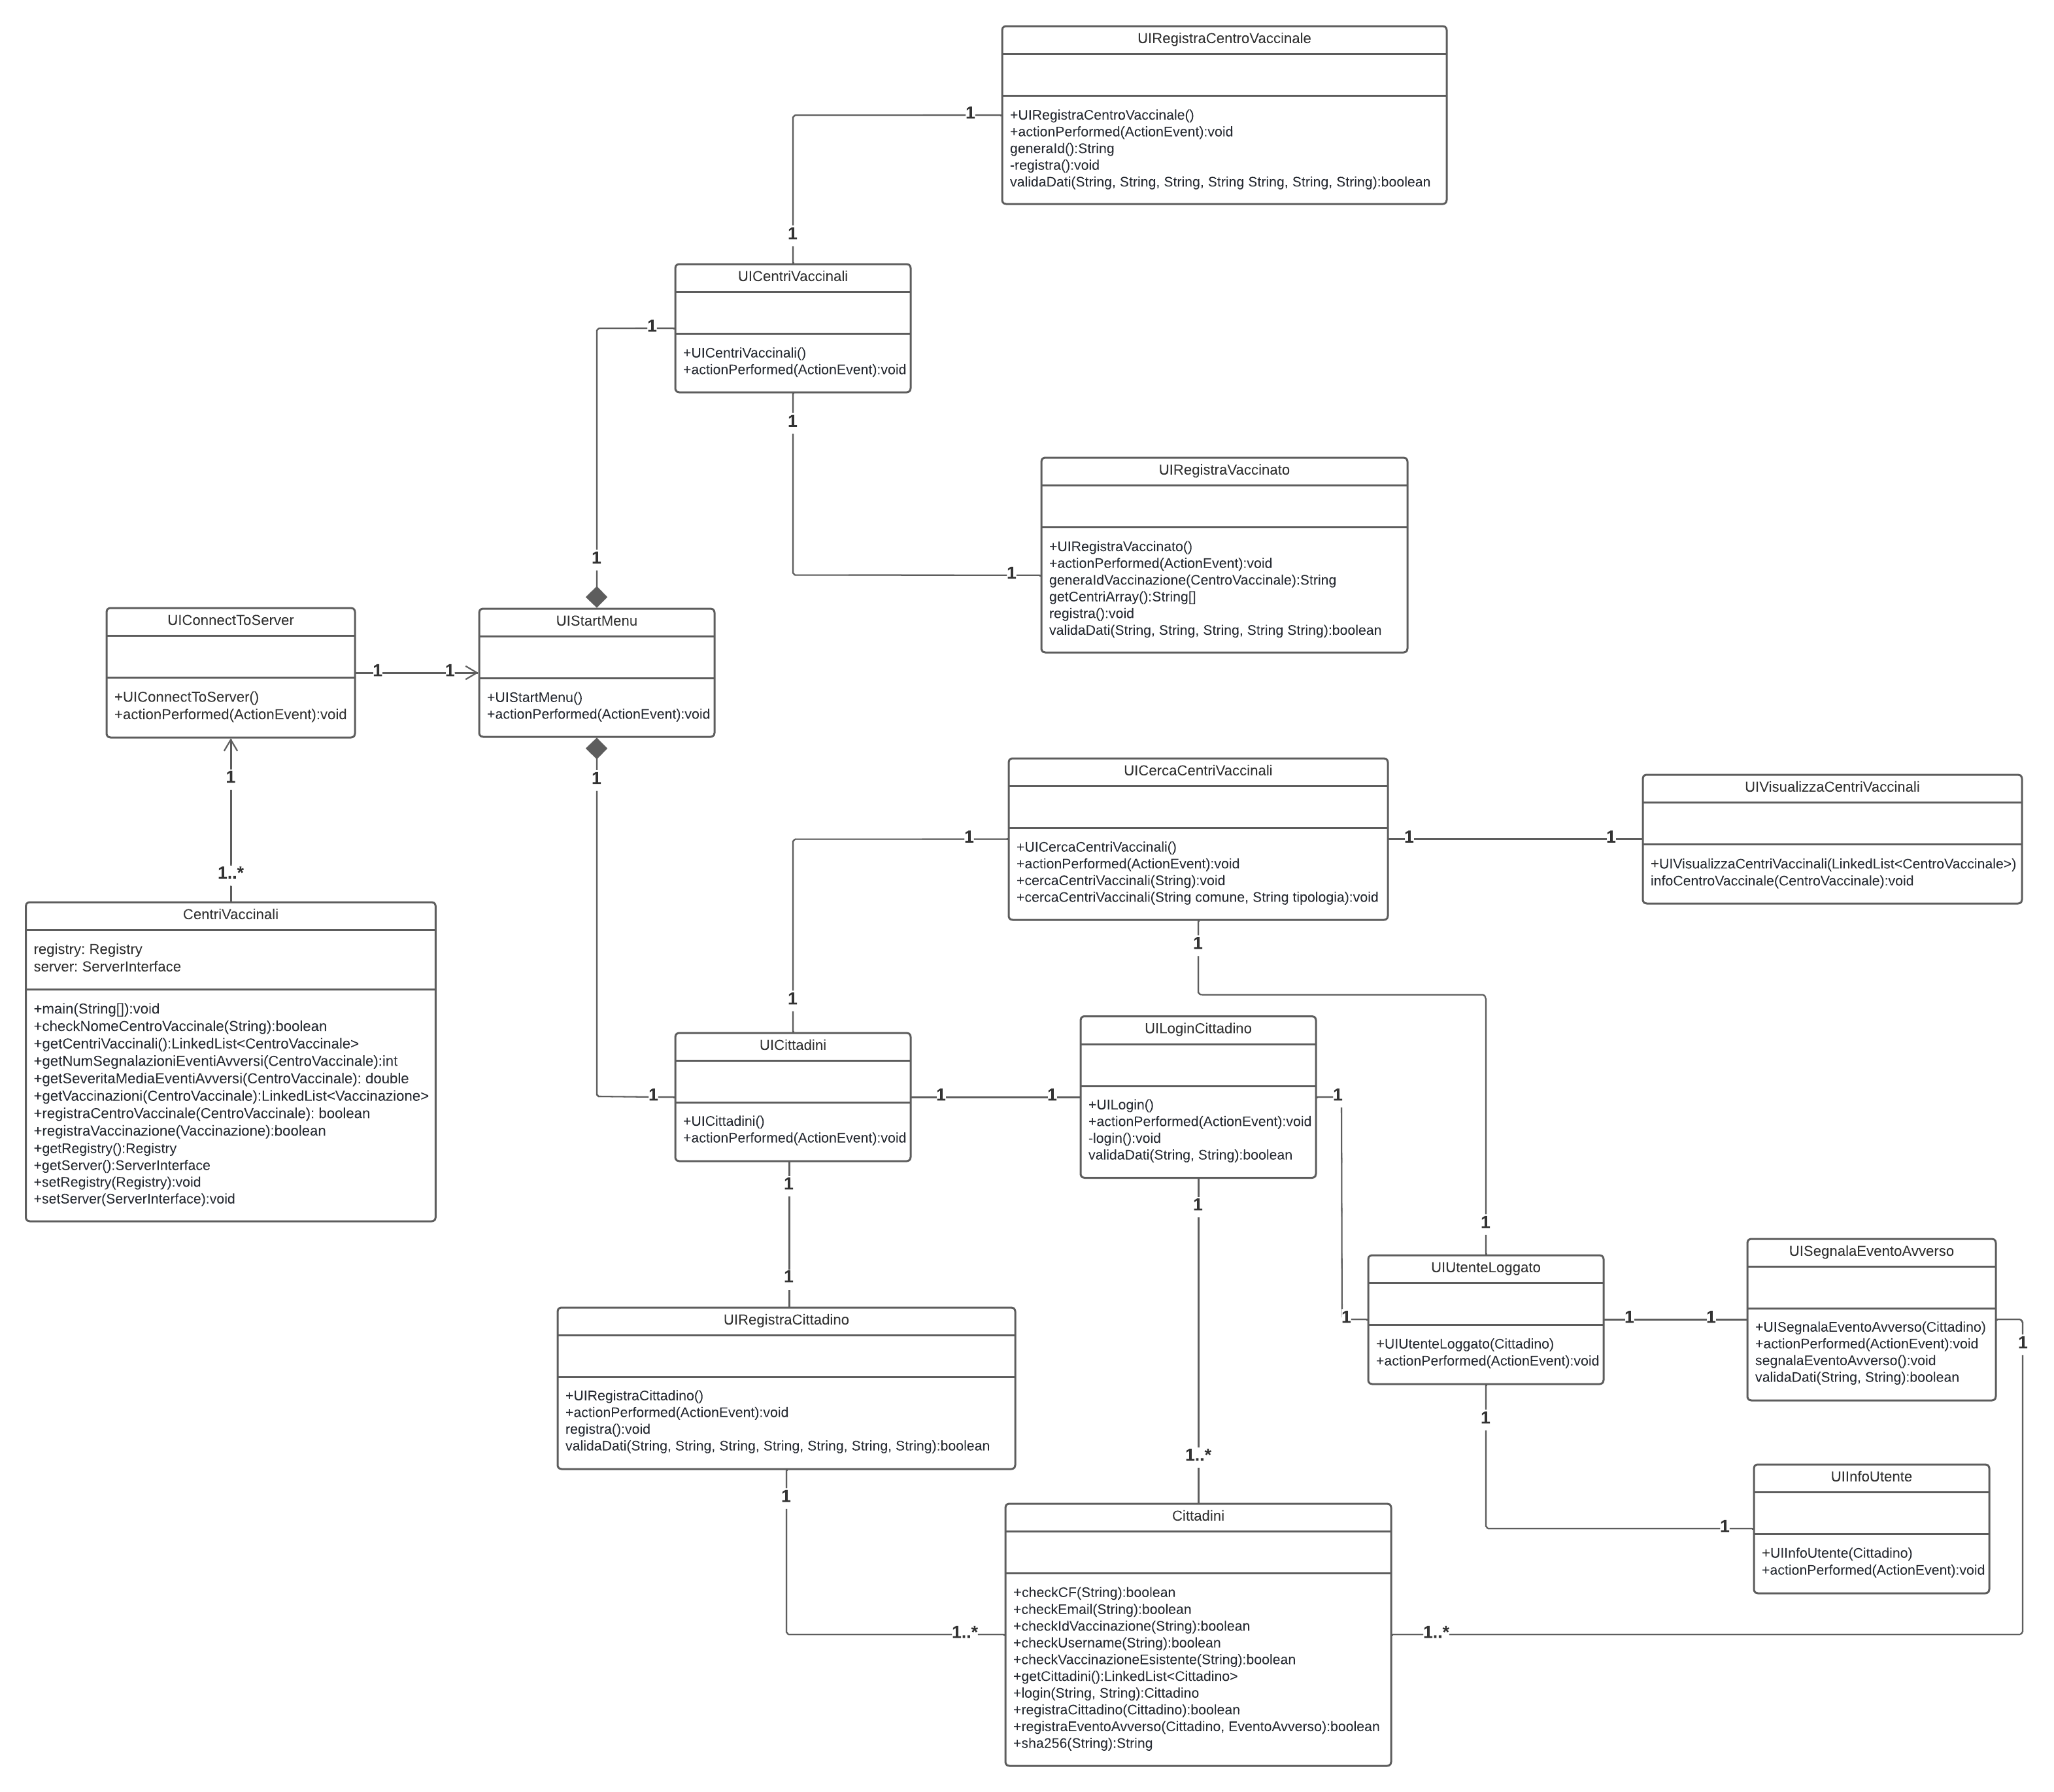 UIRegistraCentroVaccinale
+UIRegistraCentroVaccinale()
+actionPerformed(ActionEvent):void
generaId():String
-registra():void
validaDati(String, String, String, String String, String, String):boolean
1
1
UICentriVaccinali
+UICentriVaccinali()
+actionPerformed(ActionEvent):void
1
1
1
1
UIRegistraVaccinato
+UIRegistraVaccinato()
+actionPerformed(ActionEvent):void
generaIdVaccinazione(CentroVaccinale):String
getCentriArray():String[]
registra():void
validaDati(String, String, String, String String):boolean
UIConnectToServer
+UIConnectToServer()
+actionPerformed(ActionEvent):void
1
1
UIStartMenu
+UIStartMenu()
+actionPerformed(ActionEvent):void
1
1..*
CentriVaccinali
registry: Registry
server: ServerInterface
+main(String[]):void
+checkNomeCentroVaccinale(String):boolean
+getCentriVaccinali():LinkedList<CentroVaccinale>
+getNumSegnalazioniEventiAvversi(CentroVaccinale):int
+getSeveritaMediaEventiAvversi(CentroVaccinale): double
+getVaccinazioni(CentroVaccinale):LinkedList<Vaccinazione>
+registraCentroVaccinale(CentroVaccinale): boolean
+registraVaccinazione(Vaccinazione):boolean
+getRegistry():Registry
+getServer():ServerInterface
+setRegistry(Registry):void
+setServer(ServerInterface):void
1
1
UICercaCentriVaccinali
+UICercaCentriVaccinali()
+actionPerformed(ActionEvent):void
+cercaCentriVaccinali(String):void
+cercaCentriVaccinali(String comune, String tipologia):void
1
1
UIVisualizzaCentriVaccinali
+UIVisualizzaCentriVaccinali(LinkedList<CentroVaccinale>)
infoCentroVaccinale(CentroVaccinale):void
1
1
1
1
UICittadini
+UICittadini()
+actionPerformed(ActionEvent):void
1
1
UILoginCittadino
+UILogin()
+actionPerformed(ActionEvent):void
-login():void
validaDati(String, String):boolean
1
1
1
1
UIRegistraCittadino
+UIRegistraCittadino()
+actionPerformed(ActionEvent):void
registra():void
validaDati(String, String, String, String, String, String, String):boolean
1
1..*
1
1..*
UIUtenteLoggato
+UIUtenteLoggato(Cittadino)
+actionPerformed(ActionEvent):void
1
1
UISegnalaEventoAvverso
+UISegnalaEventoAvverso(Cittadino)
+actionPerformed(ActionEvent):void
segnalaEventoAvverso():void
validaDati(String, String):boolean
1
1..*
1
1
UIInfoUtente
+UIInfoUtente(Cittadino)
+actionPerformed(ActionEvent):void
Cittadini
+checkCF(String):boolean
+checkEmail(String):boolean
+checkIdVaccinazione(String):boolean
+checkUsername(String):boolean
+checkVaccinazioneEsistente(String):boolean
+getCittadini():LinkedList<Cittadino>
+login(String, String):Cittadino
+registraCittadino(Cittadino):boolean
+registraEventoAvverso(Cittadino, EventoAvverso):boolean
+sha256(String):String